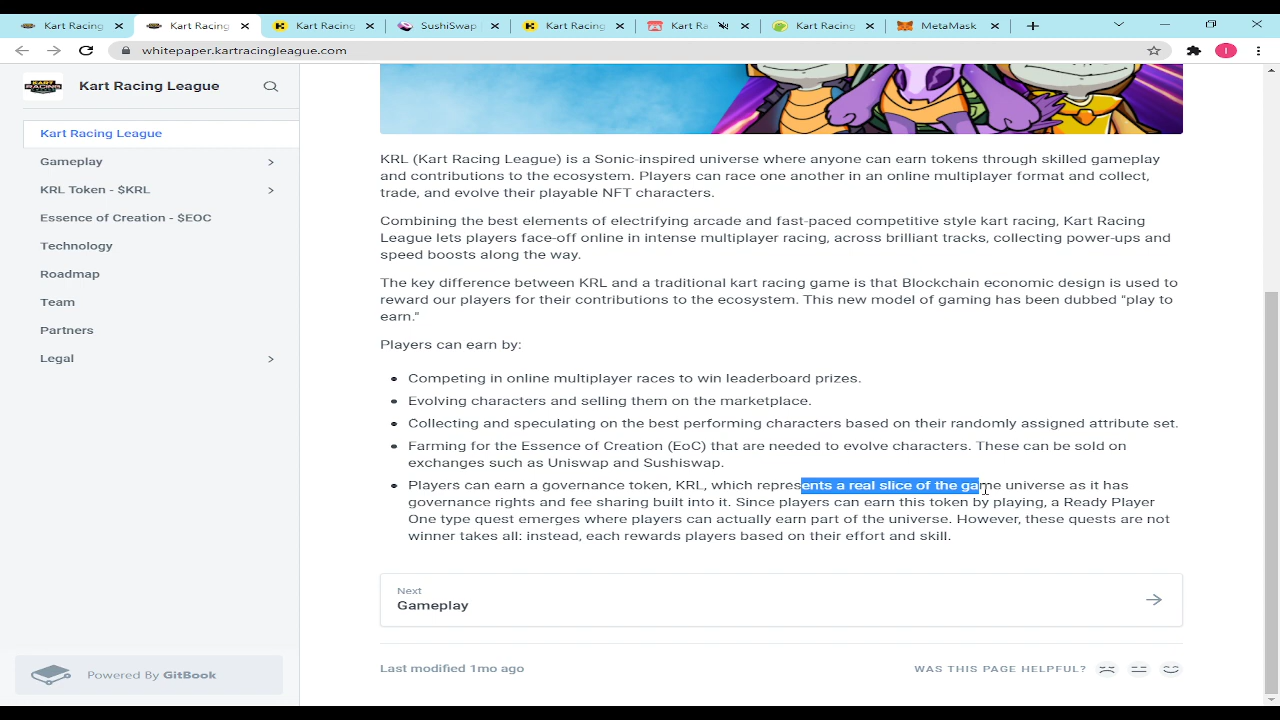 Kart Racing
Kart Racing
Kart Racing
SushiSwap
Kart Racing
Kart Ra
Kart Racing
MetaMask
whitepaper.kartracingleague.com
I
Kart Racing League
Kart Racing League
Gameplay
KRL Token - $KRL
Essence of Creation - $EOC
Technology
Roadmap
Team
Partners
Legal
Powered By GitBook
KRL (Kart Racing League) is a Sonic-inspired universe where anyone can earn tokens through skilled gameplay
and contributions to the ecosystem. Players can race one another in an online multiplayer format and collect,
trade, and evolve their playable NFT characters.
Combining the best elements of electrifying arcade and fast-paced competitive style kart racing, Kart Racing
League lets players face-off online in intense multiplayer racing, across brilliant tracks, collecting power-ups and
speed boosts along the way.
The key difference between KRL and a traditional kart racing game is that Blockchain economic design is used to
reward our players for their contributions to the ecosystem. This new model of gaming has been dubbed "play to
earn."
Players can earn by:
Competing in online multiplayer races to win leaderboard prizes.
Evolving characters and selling them on the marketplace.
Collecting and speculating on the best performing characters based on their randomly assigned attribute set.
Farming for the Essence of Creation (EoC) that are needed to evolve characters. These can be sold on
exchanges such as Uniswap and Sushiswap.
Players can earn a governance token, KRL, which represents a real slice of the game universe as it has
governance rights and fee sharing built into it. Since players can earn this token by playing, a Ready Player
One type quest emerges where players can actually earn part of the universe. However, these quests are not
winner takes all: instead, each rewards players based on their effort and skill.
Next
Gameplay
Last modified 1mo ago
WAS THIS PAGE HELPFUL?